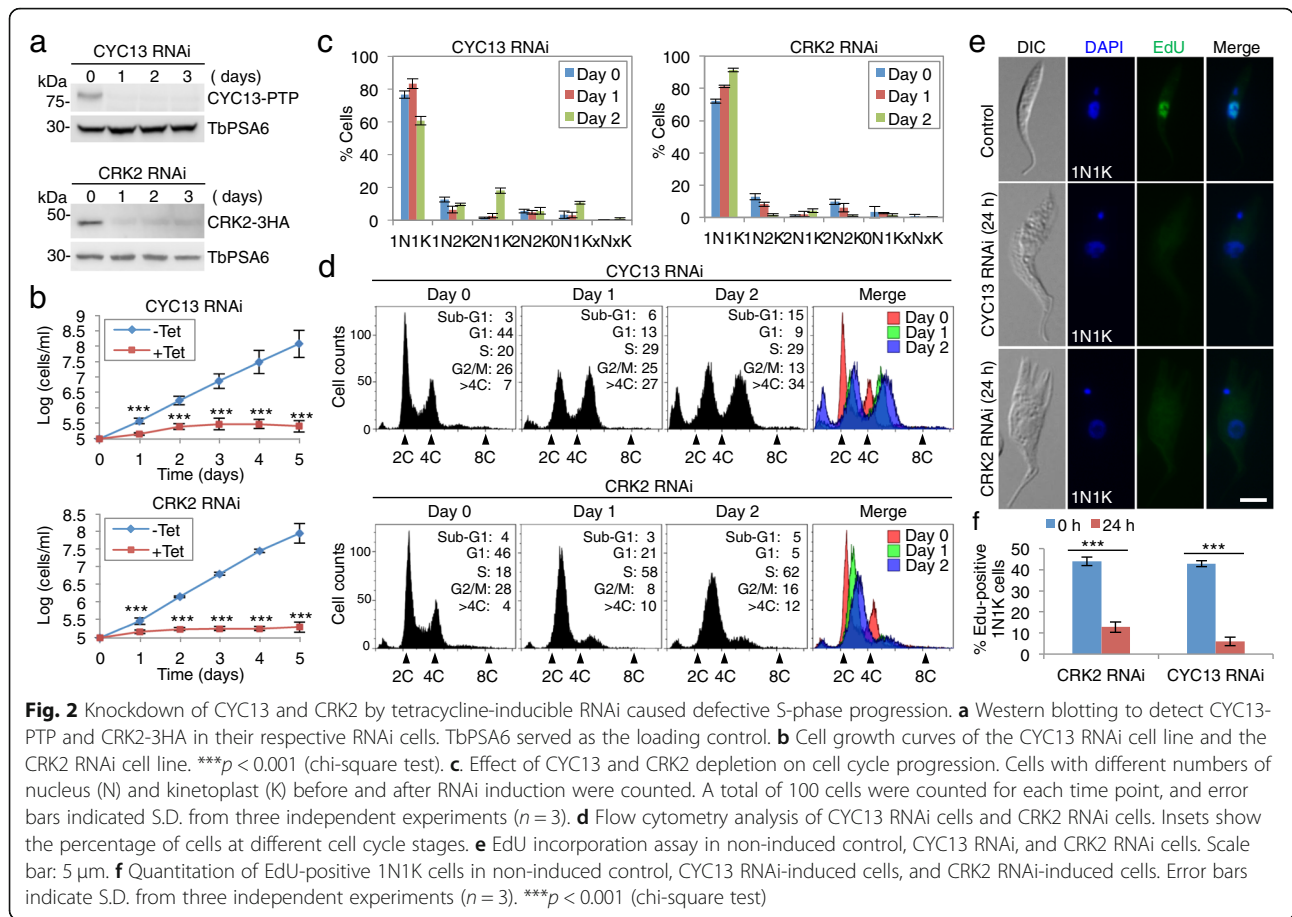 a
CYC13 RNAi
kDa 0 1 2 3 ( days)
75- CYC13-PTP
30- TbPSA6
CRK2 RNAi
kDa 0 1 2 3 ( days)
50- CRK2-3HA
30- TbPSA6
b
CYC13 RNAi
Log (cells/ml)
9
8.5
8
7.5
7
6.5
6
5.5
5
-Tet
+Tet
*** *** *** *** ***
0 1 2 3 4 5
Time (days)
CRK2 RNAi
Log (cells/ml)
9
8.5
8
7.5
7
6.5
6
5.5
5
-Tet
+Tet
*** *** *** *** ***
0 1 2 3 4 5
Time (days)
c
CYC13 RNAi
% Cells
100
80
60
40
20
0
Day 0
Day 1
Day 2
1N1K 1N2K 2N1K 2N2K 0N1K xNxK
CRK2 RNAi
% Cells
100
80
60
40
20
0
Day 0
Day 1
Day 2
1N1K 1N2K 2N1K 2N2K 0N1K xNxK
d
CYC13 RNAi
Day 0 Day 1 Day 2 Merge
Cell counts
100
50
0
Sub-G1: 3
G1: 44
S: 20
G2/M: 26
>4C: 7
Sub-G1: 6
G1: 13
S: 29
G2/M: 25
>4C: 27
Sub-G1: 15
G1: 9
S: 29
G2/M: 13
>4C: 34
Day 0
Day 1
Day 2
2C 4C 8C 2C 4C 8C 2C 4C 8C 2C 4C 8C
CRK2 RNAi
Day 0 Day 1 Day 2 Merge
Cell counts
100
50
0
Sub-G1: 4
G1: 46
S: 18
G2/M: 28
>4C: 4
Sub-G1: 3
G1: 21
S: 58
G2/M: 8
>4C: 10
Sub-G1: 5
G1: 5
S: 62
G2/M: 16
>4C: 12
Day 0
Day 1
Day 2
2C 4C 8C 2C 4C 8C 2C 4C 8C 2C 4C 8C
e
DIC DAPI EdU Merge
Control
1N1K
CYC13 RNAi (24 h)
1N1K
CRK2 RNAi (24 h)
1N1K
f
0 h 24 h
% Edu-positive
1N1K cells
50
40
30
20
10
0
*** ***
CRK2 RNAi CYC13 RNAi
Fig. 2 Knockdown of CYC13 and CRK2 by tetracycline-inducible RNAi caused defective S-phase progression. a Western blotting to detect CYC13-
PTP and CRK2-3HA in their respective RNAi cells. TbPSA6 served as the loading control. b Cell growth curves of the CYC13 RNAi cell line and the
CRK2 RNAi cell line. ***p < 0.001 (chi-square test). c. Effect of CYC13 and CRK2 depletion on cell cycle progression. Cells with different numbers of
nucleus (N) and kinetoplast (K) before and after RNAi induction were counted. A total of 100 cells were counted for each time point, and error
bars indicated S.D. from three independent experiments (n = 3). d Flow cytometry analysis of CYC13 RNAi cells and CRK2 RNAi cells. Insets show
the percentage of cells at different cell cycle stages. e EdU incorporation assay in non-induced control, CYC13 RNAi, and CRK2 RNAi cells. Scale
bar: 5 μm. f Quantitation of EdU-positive 1N1K cells in non-induced control, CYC13 RNAi-induced cells, and CRK2 RNAi-induced cells. Error bars
indicate S.D. from three independent experiments (n = 3). ***p < 0.001 (chi-square test)